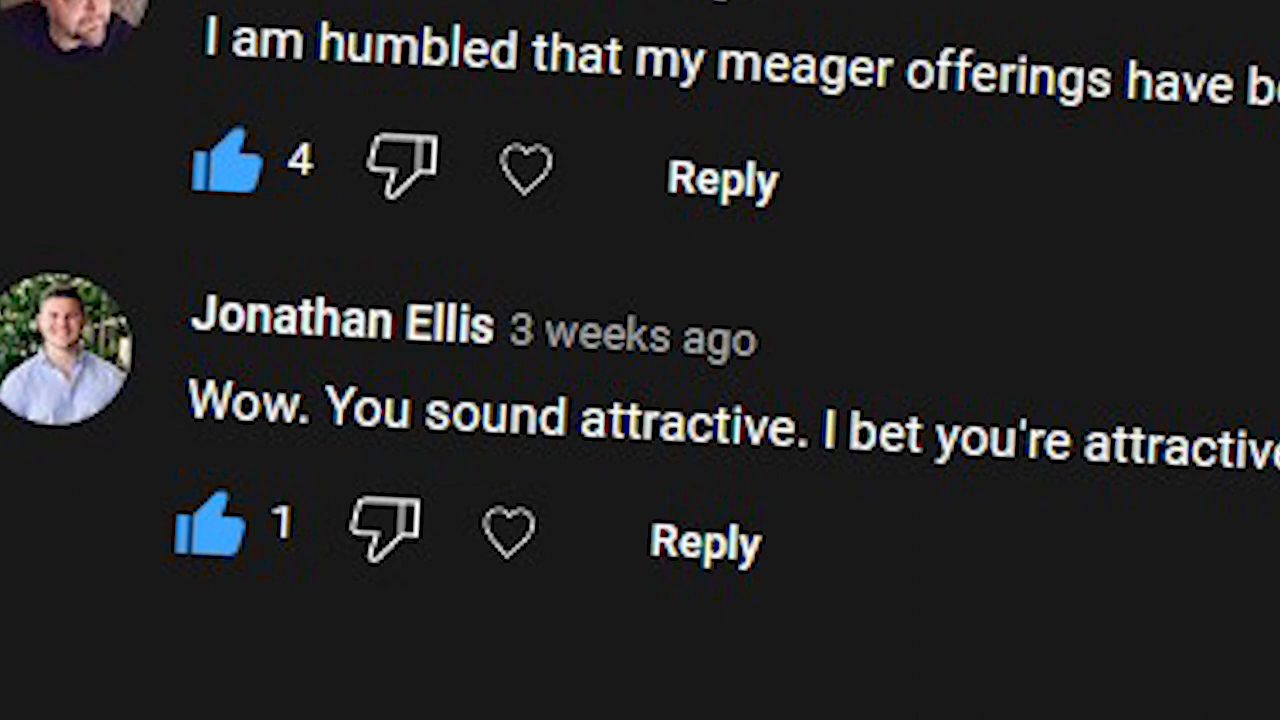 I am humbled that my meager offerings have
4 Reply
Jonathan Ellis 3 weeks ago
Wow. You sound attractive. I bet you're attractive
1 Reply